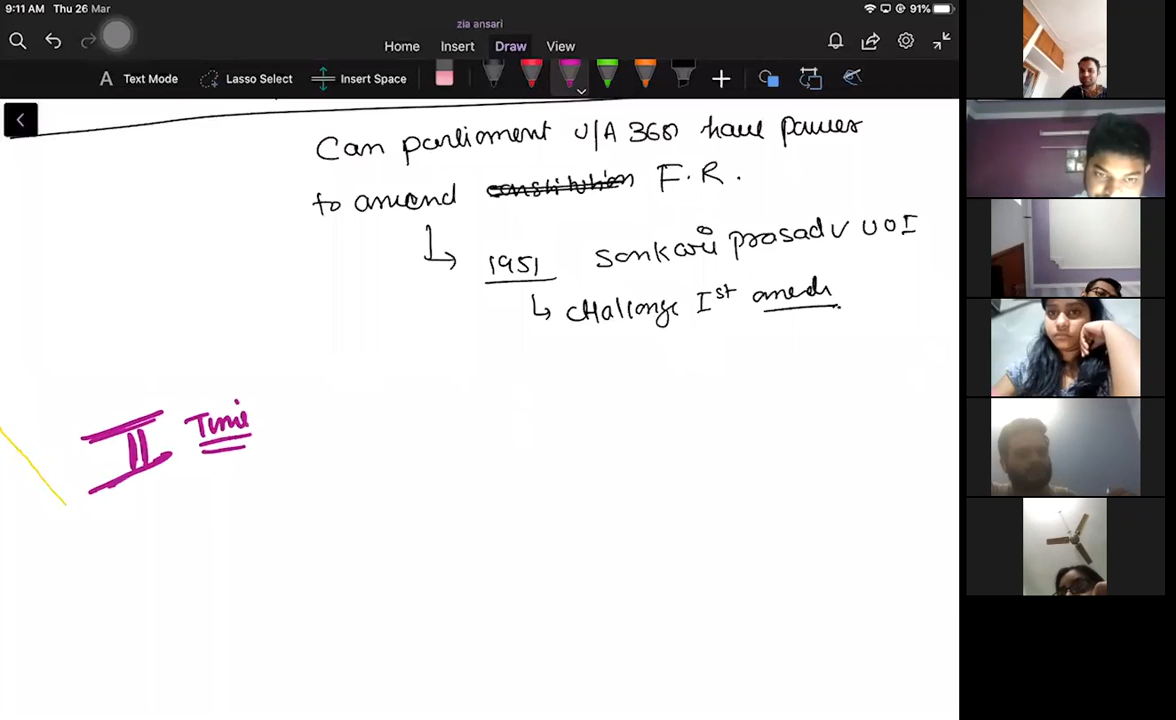 9:11 AM Thu 26 Mar
91%
zia ansari
Home Insert Draw View
Text Mode Lasso Select Insert Space
Can parliament U/A 368 have power
to amend constitution F.R.
1951 Sankari prasad v UOI
challenge Ist
II Time